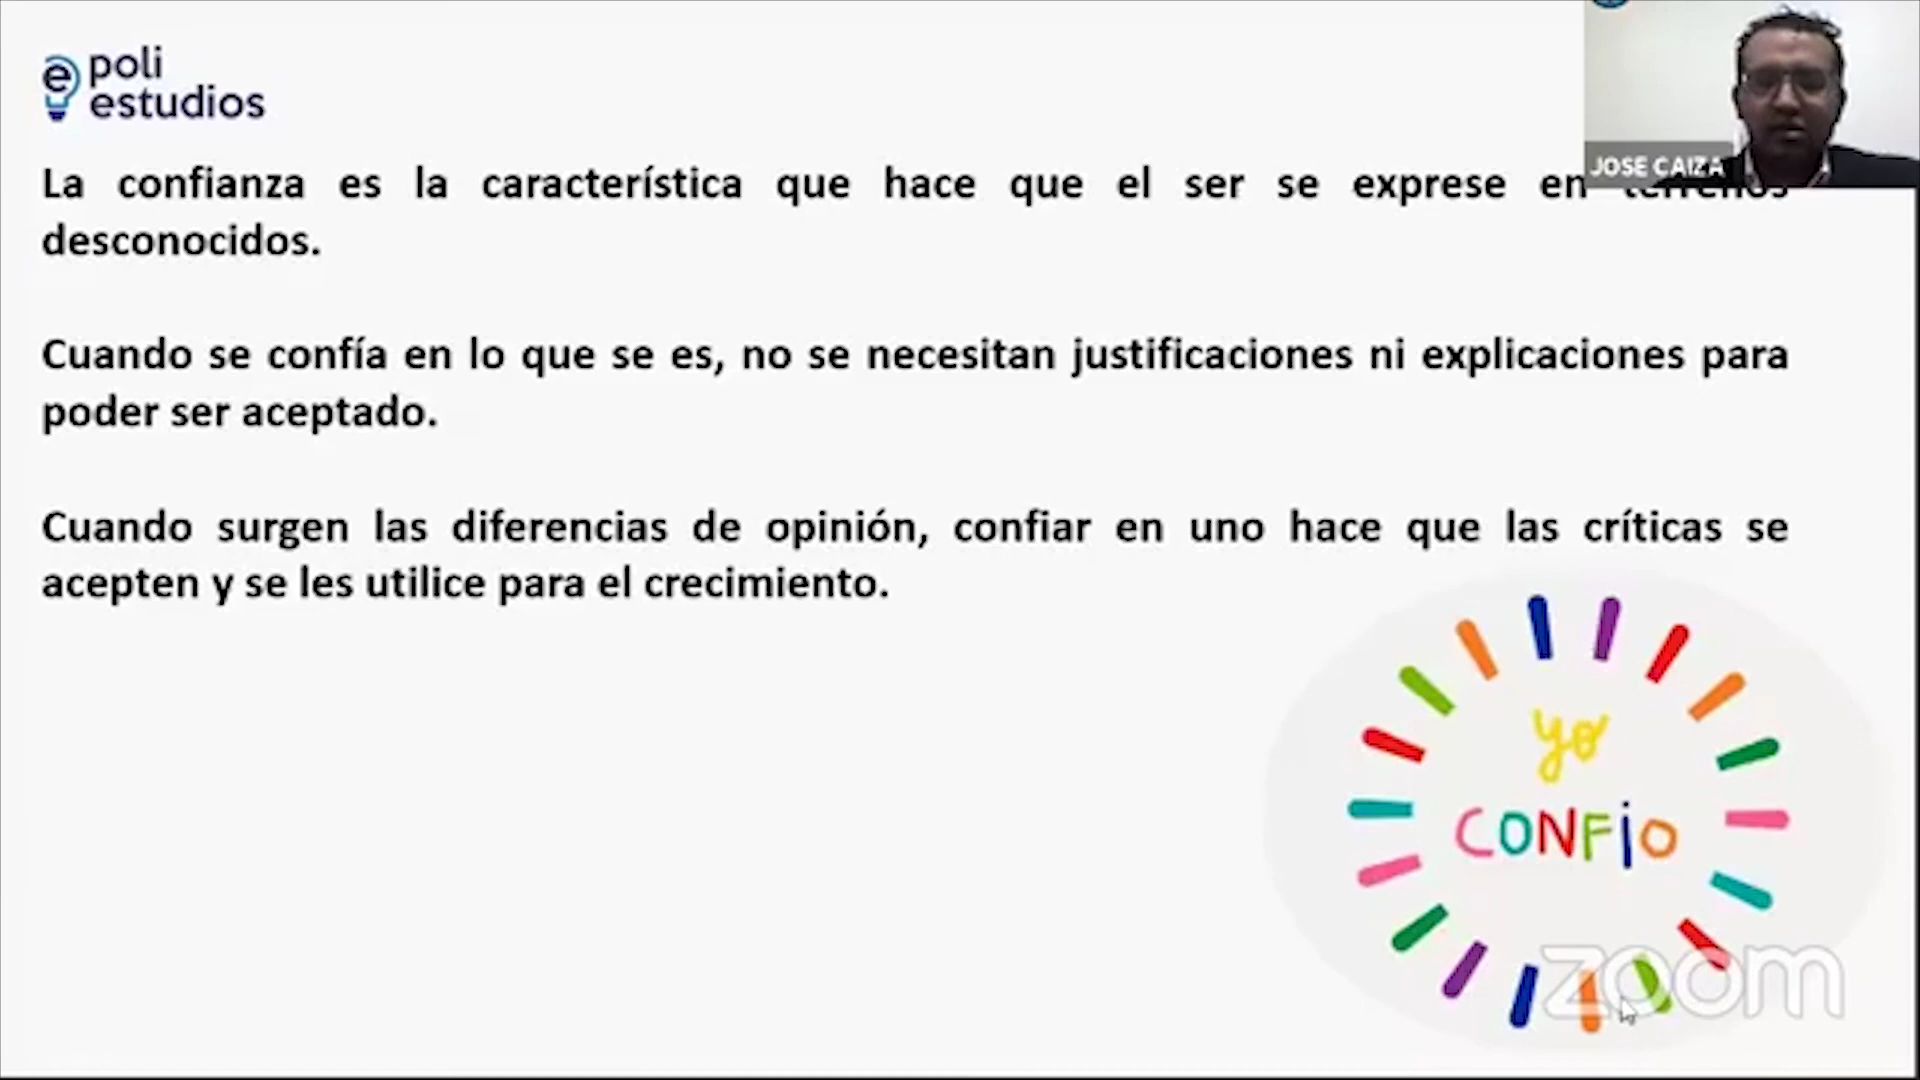 poli
estudios
JOSE CAIZA
La confianza es la característica que hace que el ser se exprese en terrenos
desconocidos.
Cuando se confía en lo que se es, no se necesitan justificaciones ni explicaciones para
poder ser aceptado.
Cuando surgen las diferencias de opinión, confiar en uno hace que las críticas se
acepten y se les utilice para el crecimiento.
yo
CONFiO
zoom